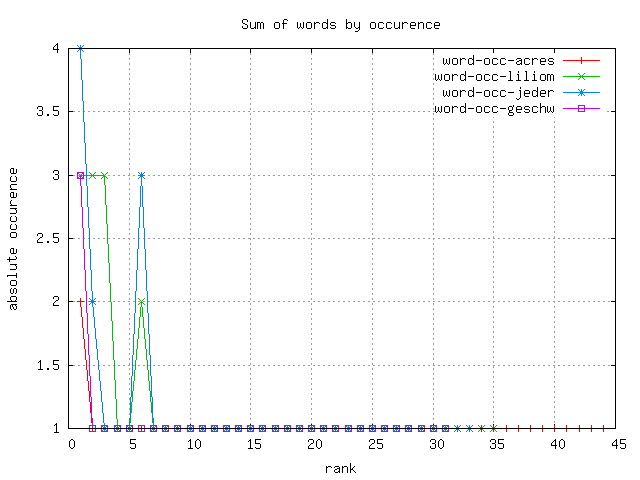 Sum of words by occurence
4
3.5
3
2.5
2
1.5
1
absolute occurence
word-occ-acres
word-occ-liliom
word-occ-jeder
word-occ-geschw
0 5 10 15 20 25 30 35 40 45
rank